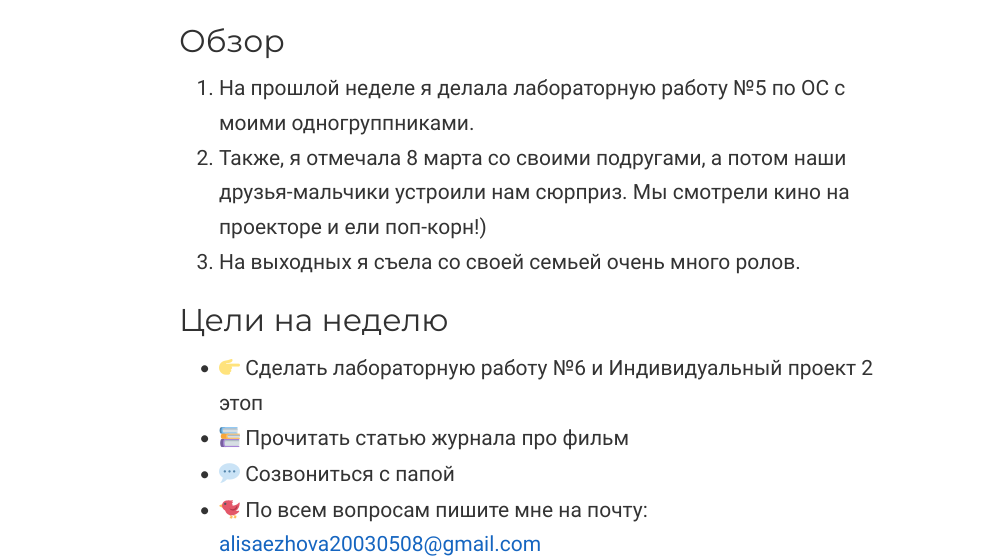 Обзор
1. На прошлой неделе я делала лабораторную работу №5 по ОС с
моими одногруппниками.
2. Также, я отмечала 8 марта со своими подругами, а потом наши
друзья-мальчики устроили нам сюрприз. Мы смотрели кино на
проекторе и ели поп-корн!)
3. На выходных я съела со своей семьей очень много ролов.
Цели на неделю
• 👉 Сделать лабораторную работу №6 и Индивидуальный проект 2
этоп
• 📚 Прочитать статью журнала про фильм
• 💬 Созвониться с папой
• 🐦 По всем вопросам пишите мне на почту:
alisaezhova20030508@gmail.com